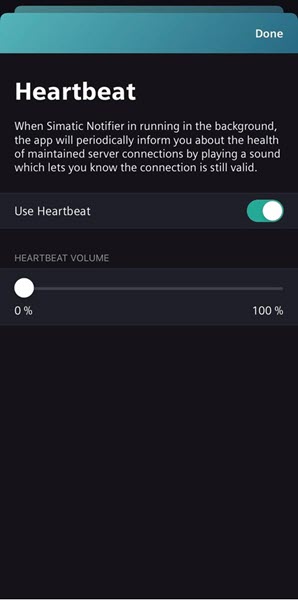 Done
Heartbeat
When Simatic Notifier in running in the background,
the app will periodically inform you about the health
of maintained server connections by playing a sound
which lets you know the connection is still valid.
Use Heartbeat
HEARTBEAT VOLUME
0 %
100 %